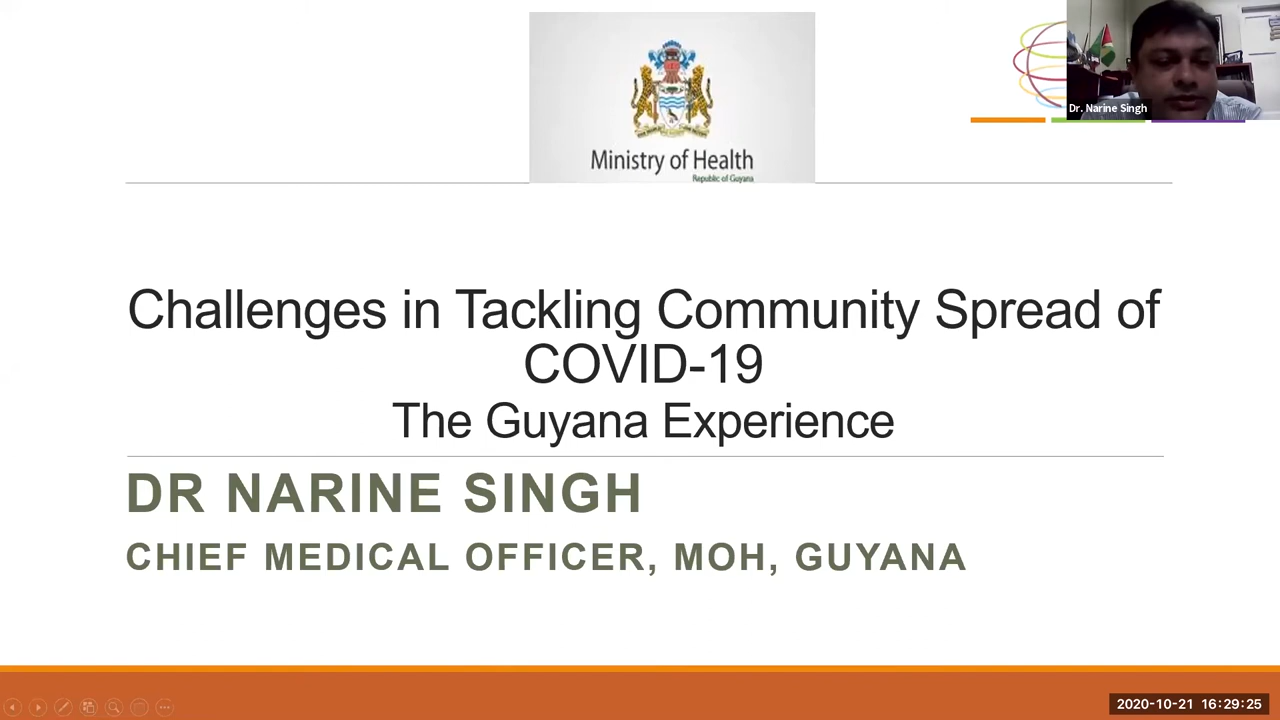 Dr. Narine Singh
Ministry of Health
Republic of Guyana
Challenges in Tackling Community Spread of
COVID-19
The Guyana Experience
DR NARINE SINGH
CHIEF MEDICAL OFFICER, MOH, GUYANA
2020-10-21 16:29:25